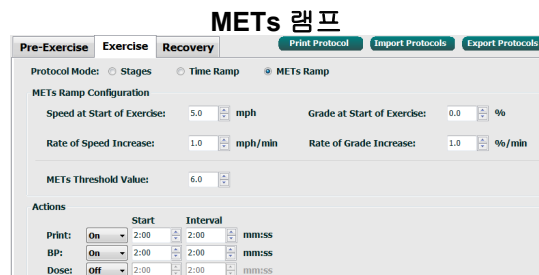 METs 램프
Pre-Exercise Exercise Recovery Print Protocol Import Protocols Export Protocols
Protocol Mode: Stages Time Ramp METs Ramp
METs Ramp Configuration
Speed at Start of Exercise: 5.0 mph Grade at Start of Exercise: 0.0 %
Rate of Speed Increase: 1.0 mph/min Rate of Grade Increase: 1.0 %/min
METs Threshold Value: 6.0
Actions
Start Interval
Print: On 2:00 2:00 mm:ss
BP: On 2:00 2:00 mm:ss
Dose: Off 2:00 2:00 mm:ss